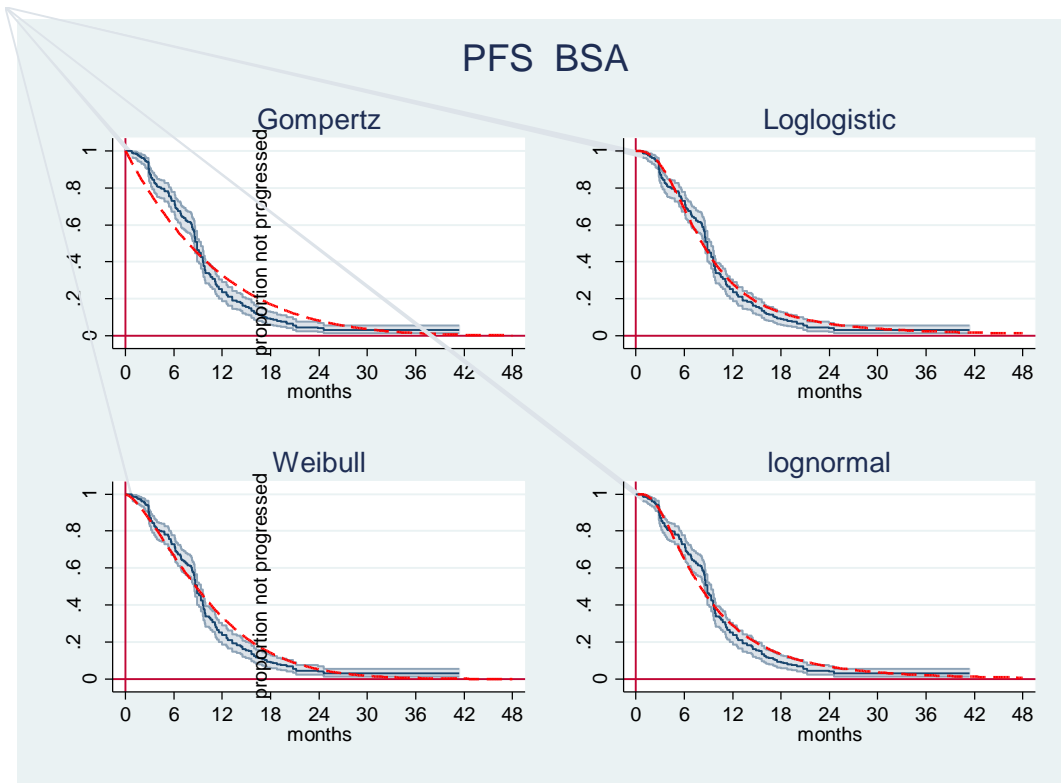 PFS BSA
Gompertz
proportion not progressed
1
.8
.6
.4
.2
0
0 6 12 18 24 30 36 42 48
months
Loglogistic
1
.8
.6
.4
.2
0
0 6 12 18 24 30 36 42 48
months
Weibull
proportion not progressed
1
.8
.6
.4
.2
0
0 6 12 18 24 30 36 42 48
months
lognormal
1
.8
.6
.4
.2
0
0 6 12 18 24 30 36 42 48
months